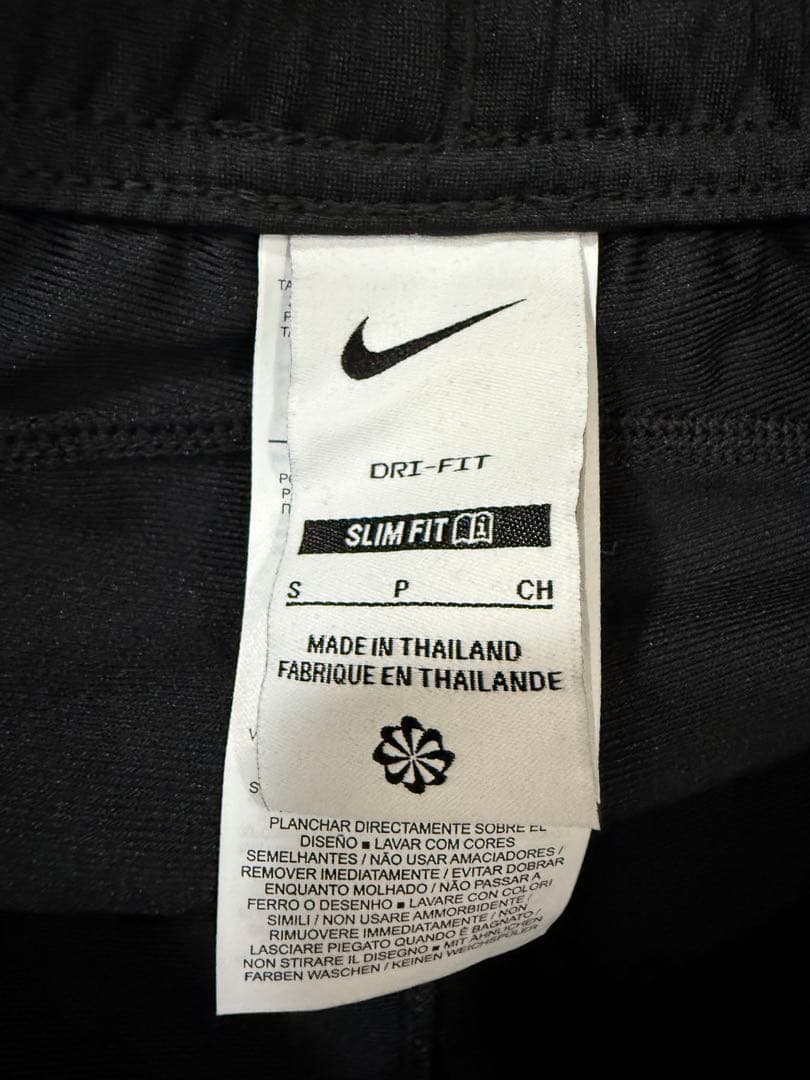 DRI-FIT
SLIM FIT
S P CH
MADE IN THAILAND
FABRIQUE EN THAILANDE
PLANCHAR DIRECTAMENTE SOBRE EL
DISEÑO ▪ LAVAR COM CORES
SEMELHANTES / NÃO USAR AMACIADORES /
REMOVER IMEDIATAMENTE / EVITAR DOBRAR
ENQUANTO MOLHADO / NÃO PASSAR A
FERRO O DESENHO ▪ LAVARE CON COLORI
SIMILI / NON USARE AMMORBIDENTE /
RIMUOVERE IMMEDIATAMENTE / NON
LASCIARE PIEGATO QUANDO È BAGNATO /
NON STIRARE IL DISEGNO ▪ MIT ÄHNLICHEN
FARBEN WASCHEN / KEINEN WEICHSPÜLER